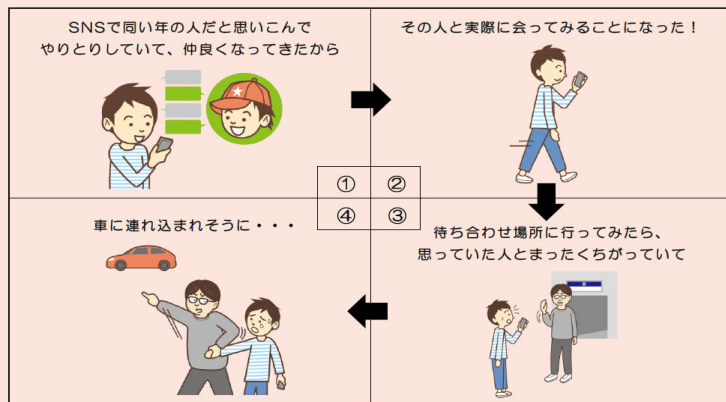 SNSで同い年の人だと思いこんで
やりとりしていて、仲良くなってきたから
その人と実際に会ってみることになった！
①
②
③
④
待ち合わせ場所に行ってみたら、
思っていた人とまったくちがっていて
車に連れ込まれそうに・・・